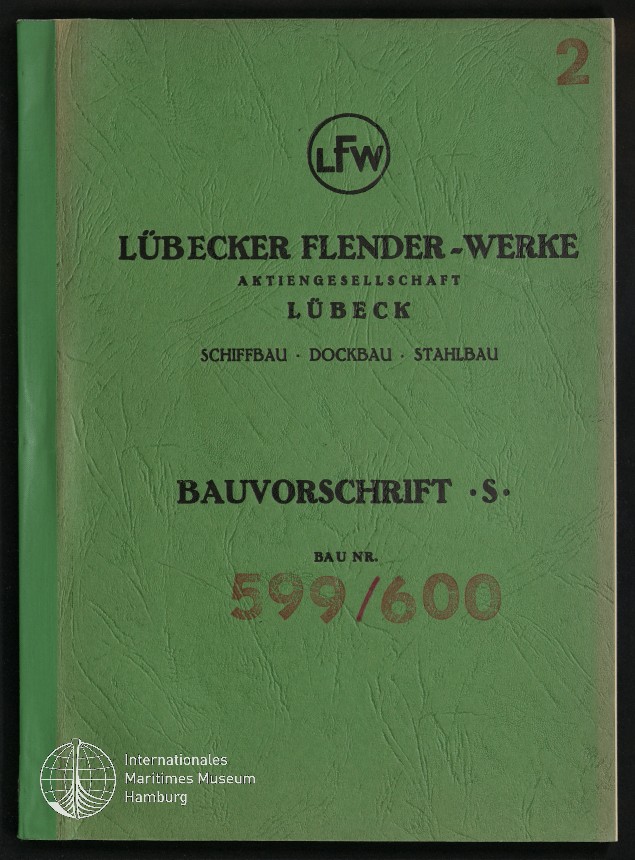 2
LFW
LÜBECKER FLENDER-WERKE
AKTIENGESELLSCHAFT
LÜBECK
SCHIFFBAU · DOCKBAU · STAHLBAU
BAUVORSCHRIFT ·S·
BAU NR.
599/600
Internationales
Maritimes Museum
Hamburg